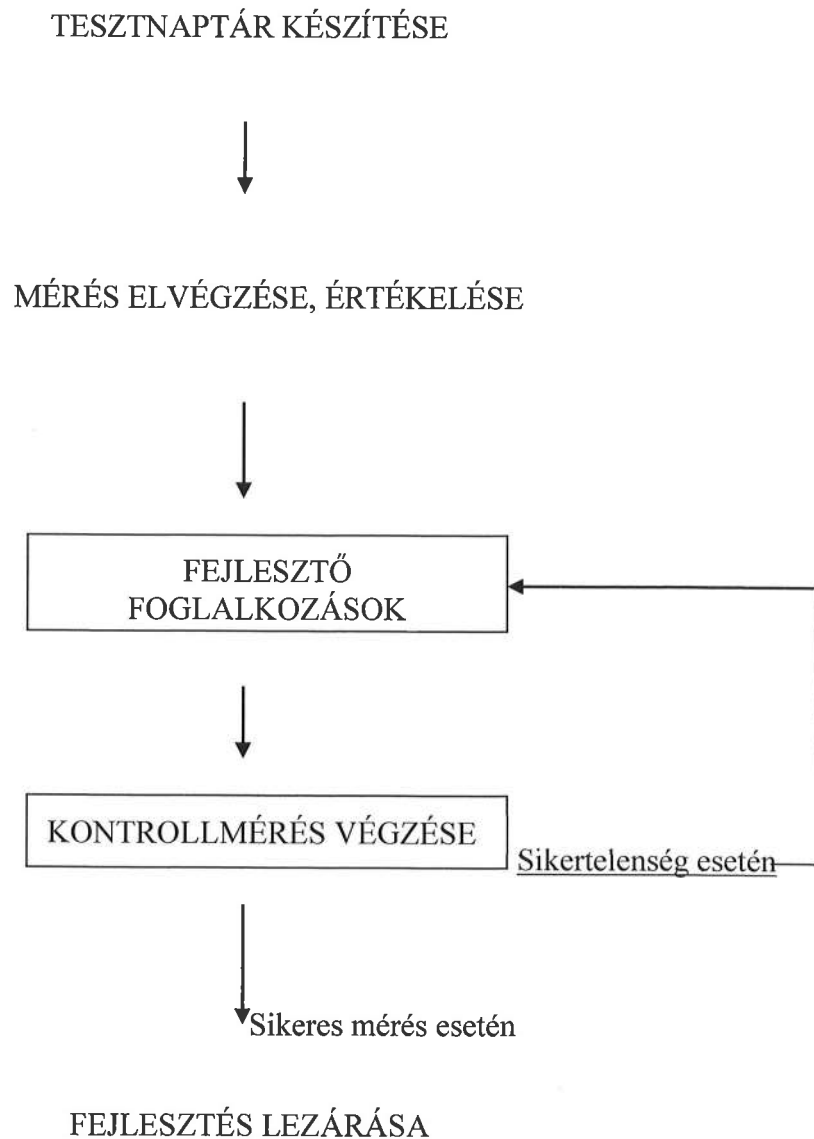 TESZTNAPTÁR KÉSZÍTÉSE
MÉRÉS ELVÉGZÉSE, ÉRTÉKELÉSE
FEJLESZTŐ
FOGLALKOZÁSOK
KONTROLLMÉRÉS VÉGZÉSE
Sikertelenség esetén
Sikeres mérés esetén
FEJLESZTÉS LEZÁRÁSA